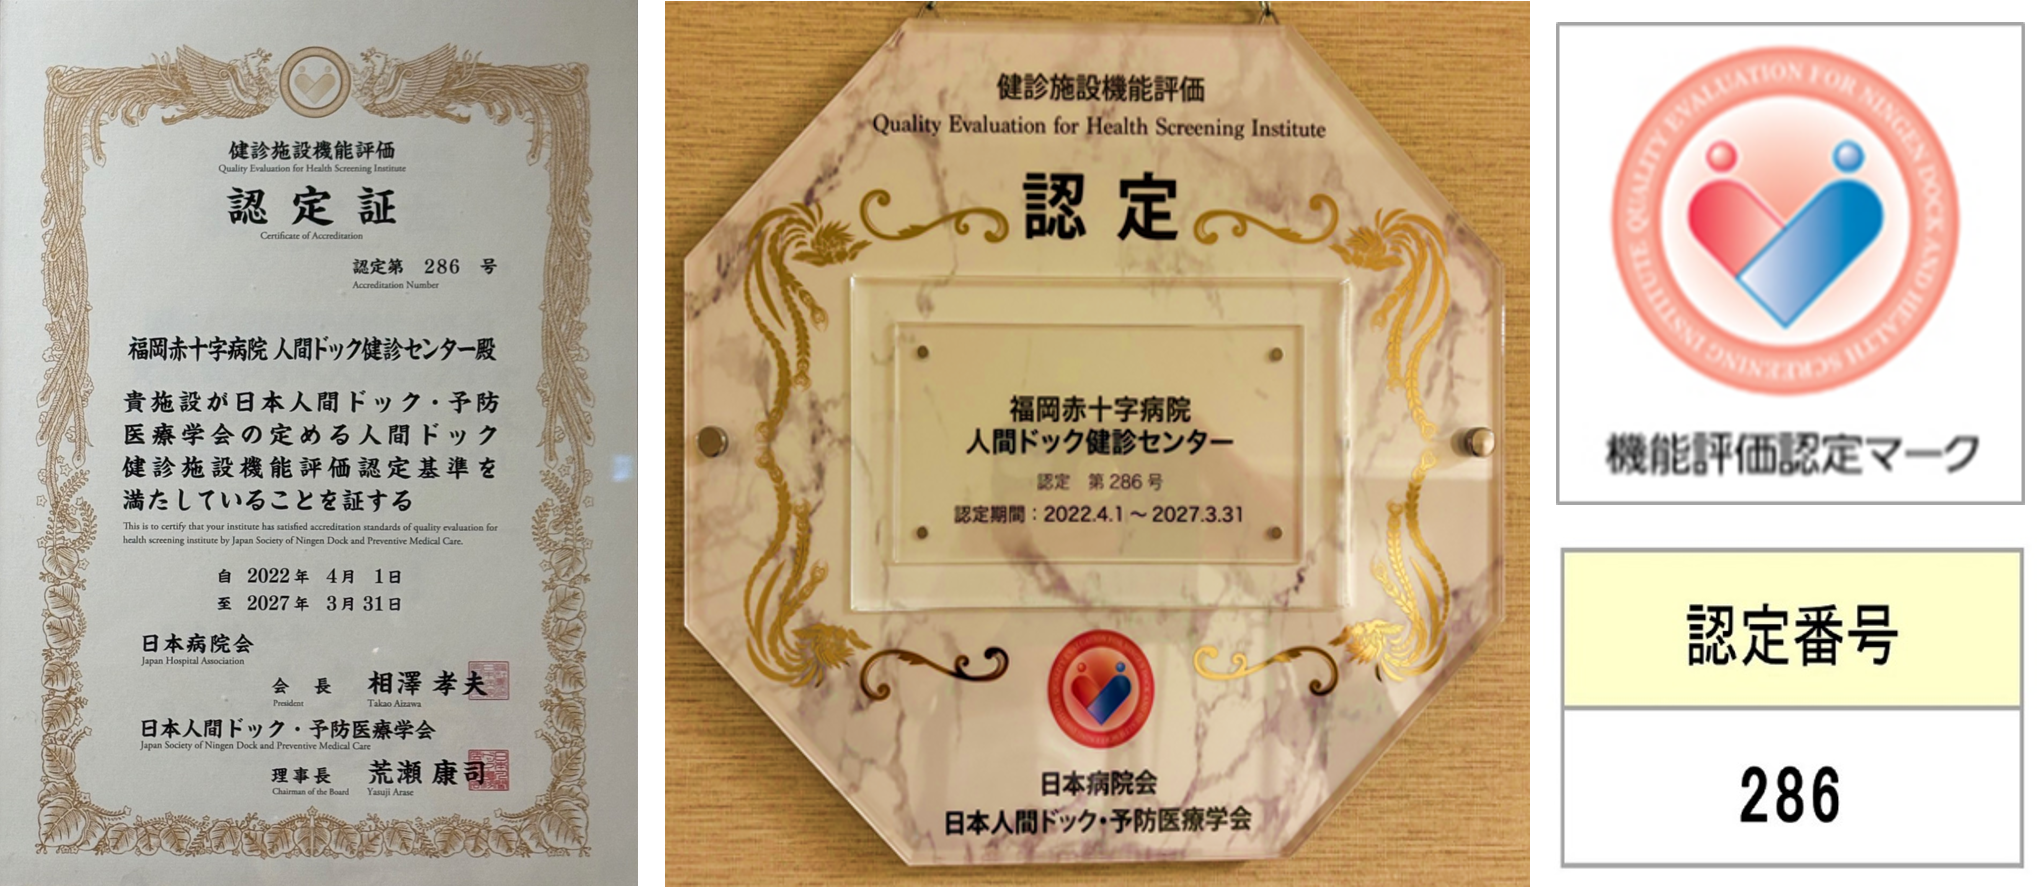 健診施設機能評価
Quality Evaluation for Health Screening Institute
認定証
Certificate of Accreditation
認定第 286 号
Accreditation Number
福岡赤十字病院 人間ドック健診センター殿
貴施設が日本人間ドック・予防
医療学会の定める人間ドック
健診施設機能評価認定基準を
満たしていることを証する
This is to certify that your institute has satisfied accreditation standards of quality evaluation for
health screening institute by Japan Society of Ningen Dock and Preventive Medical Care.
自 2022年 4月 1日
至 2027年 3月31日
日本病院会
Japan Hospital Association
会長 相澤 孝夫
President Takao Aizawa
日本人間ドック・予防医療学会
Japan Society of Ningen Dock and Preventive Medical Care
理事長 荒瀬 康司
Chairman of the Board Yasuji Arase
健診施設機能評価
Quality Evaluation for Health Screening Institute
認定
福岡赤十字病院
人間ドック健診センター
認定 第286号
認定期間：2022.4.1～2027.3.31
日本病院会
日本人間ドック・予防医療学会
QUALITY EVALUATION FOR NINGEN DOCK AND HEALTH SCREENING INSTITUTE
機能評価認定マーク
認定番号
286